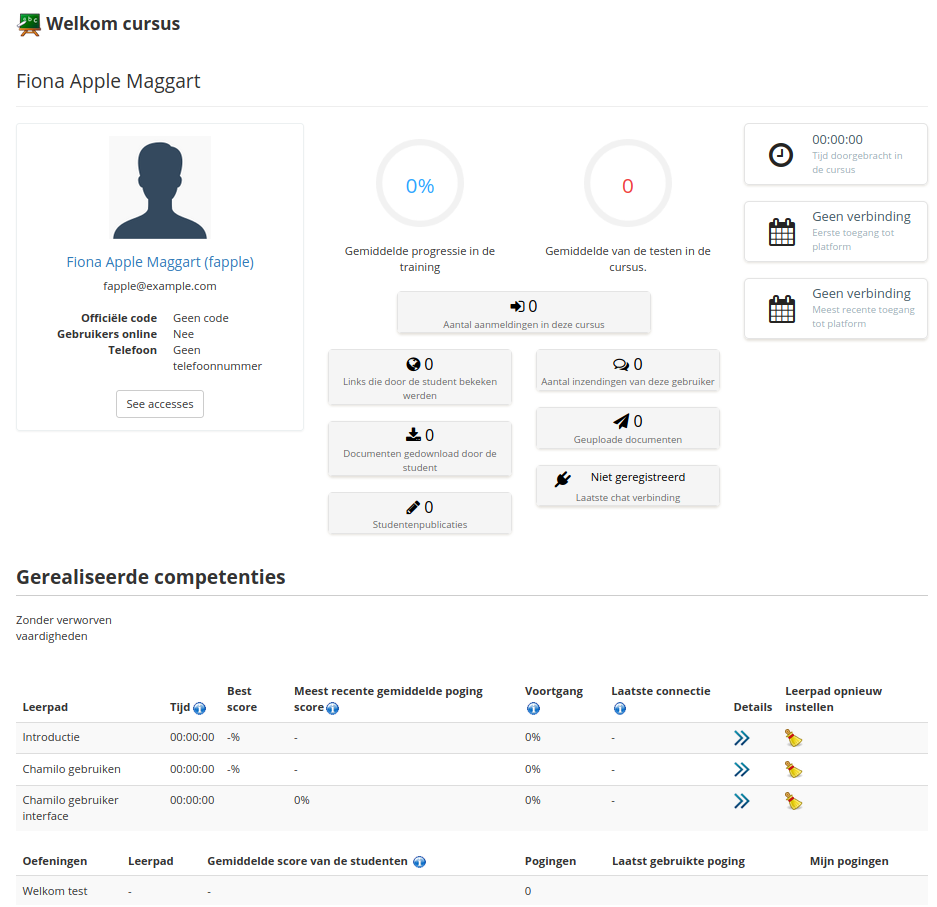 Welkom cursus
Fiona Apple Maggart
Fiona Apple Maggart (fapple)
fapple@example.com
Officiële code Geen code
Gebruikers online Nee
Telefoon Geen
telefoonnummer
See accesses
0%
Gemiddelde progressie in de
training
0
Gemiddelde van de testen in de
cursus.
0
Aantal aanmeldingen in deze cursus
0
Links die door de student bekeken
werden
0
Documenten gedownload door de
student
0
Studentenpublicaties
0
Aantal inzendingen van deze gebruiker
0
Geuploade documenten
Niet geregistreerd
Laatste chat verbinding
00:00:00
Tijd doorgebracht in
de cursus
Geen verbinding
Eerste toegang tot
platform
Geen verbinding
Meest recente toegang
tot platform
Gerealiseerde competenties
Zonder verworven
vaardigheden
Leerpad Tijd Best score Meest recente gemiddelde poging score Voortgang Laatste connectie Details Leerpad opnieuw instellen
Introductie 00:00:00 -% - 0% -
Chamilo gebruiken 00:00:00 -% - 0% -
Chamilo gebruiker interface 00:00:00 0% 0% -
Oefeningen Leerpad Gemiddelde score van de studenten Pogingen Laatst gebruikte poging Mijn pogingen
Welkom test - - 0